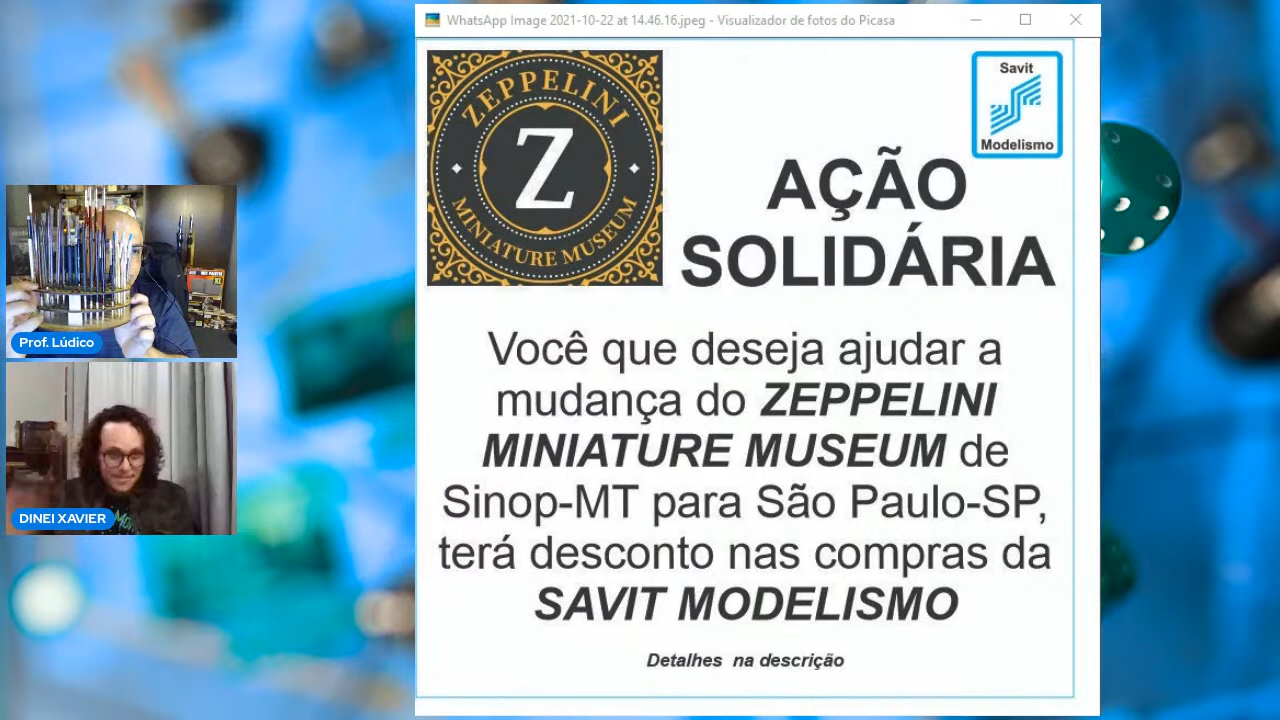 WhatsApp Image 2021-10-22 at 14.46.16.jpeg - Visualizador de fotos do Picasa
ZEPPELINI
Z
MINIATURE MUSEUM
Savit
Modelismo
AÇÃO
SOLIDÁRIA
Você que deseja ajudar a
mudança do ZEPPELINI
MINIATURE MUSEUM de
Sinop-MT para São Paulo-SP,
terá desconto nas compras da
SAVIT MODELISMO
Detalhes na descrição
Prof. Lúdico
DINEI XAVIER